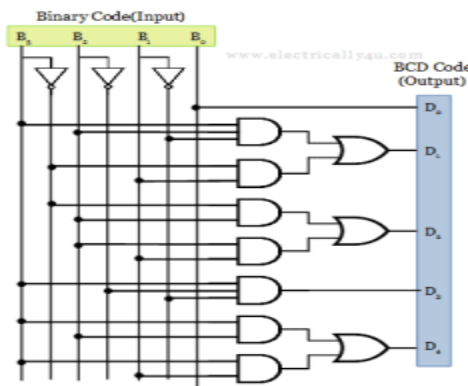 Binary Code(Input)
B₃ B₂ B₁ B₀
www.electrically4u.com
BCD Code
(Output)
D₀
D₁
D₂
D₃
D₄